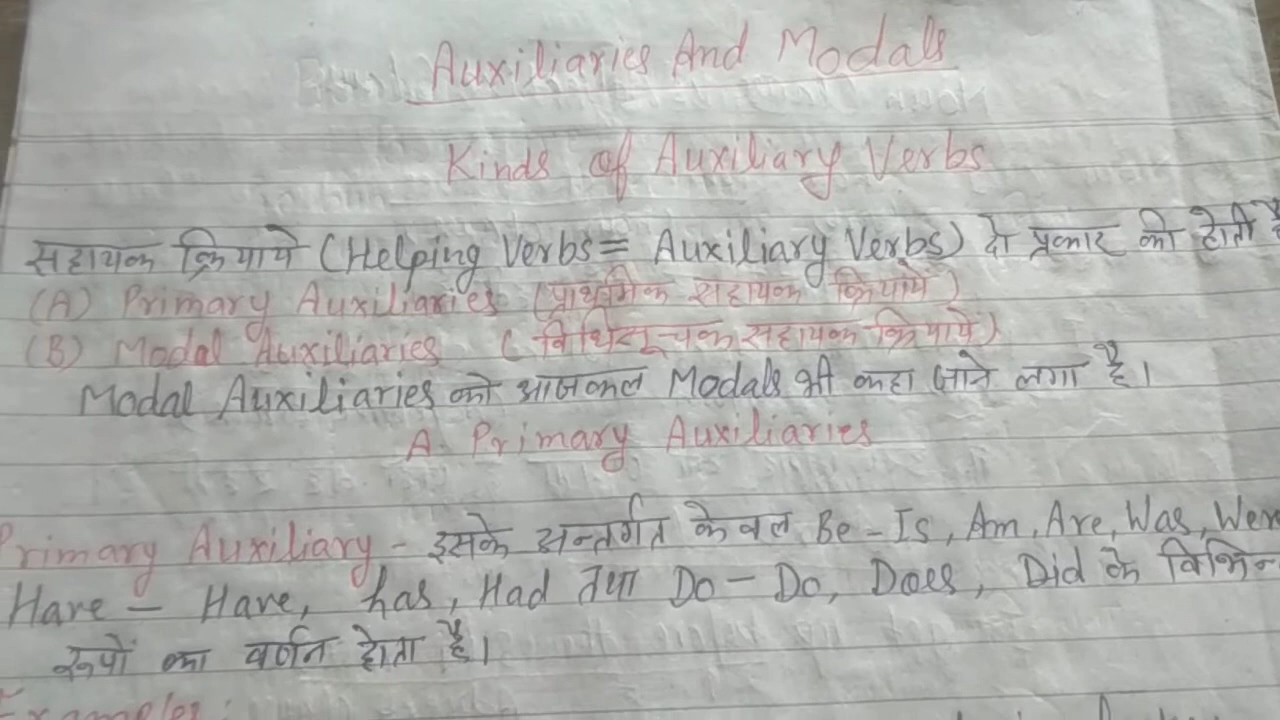 Auxiliaries And Modals
Kinds of Auxiliary Verbs
सहायक क्रियाये (Helping Verbs = Auxiliary Verbs) दो प्रकार की होती है
(A) Primary Auxiliaries (प्राथमिक सहायक क्रियाये)
(B) Modal Auxiliaries (विधिसूचक सहायक क्रियाये)
Modal Auxiliaries को आजकल Modals भी कहा जाने लगा है।
A. Primary Auxiliaries
Primary Auxiliary - इसके अन्तर्गत केवल Be - Is, Am, Are, Was, Wer
Have - Have, has, Had तथा Do - Do, Does, Did के विभिन
रूपों का वर्णन होता है।
Examples: